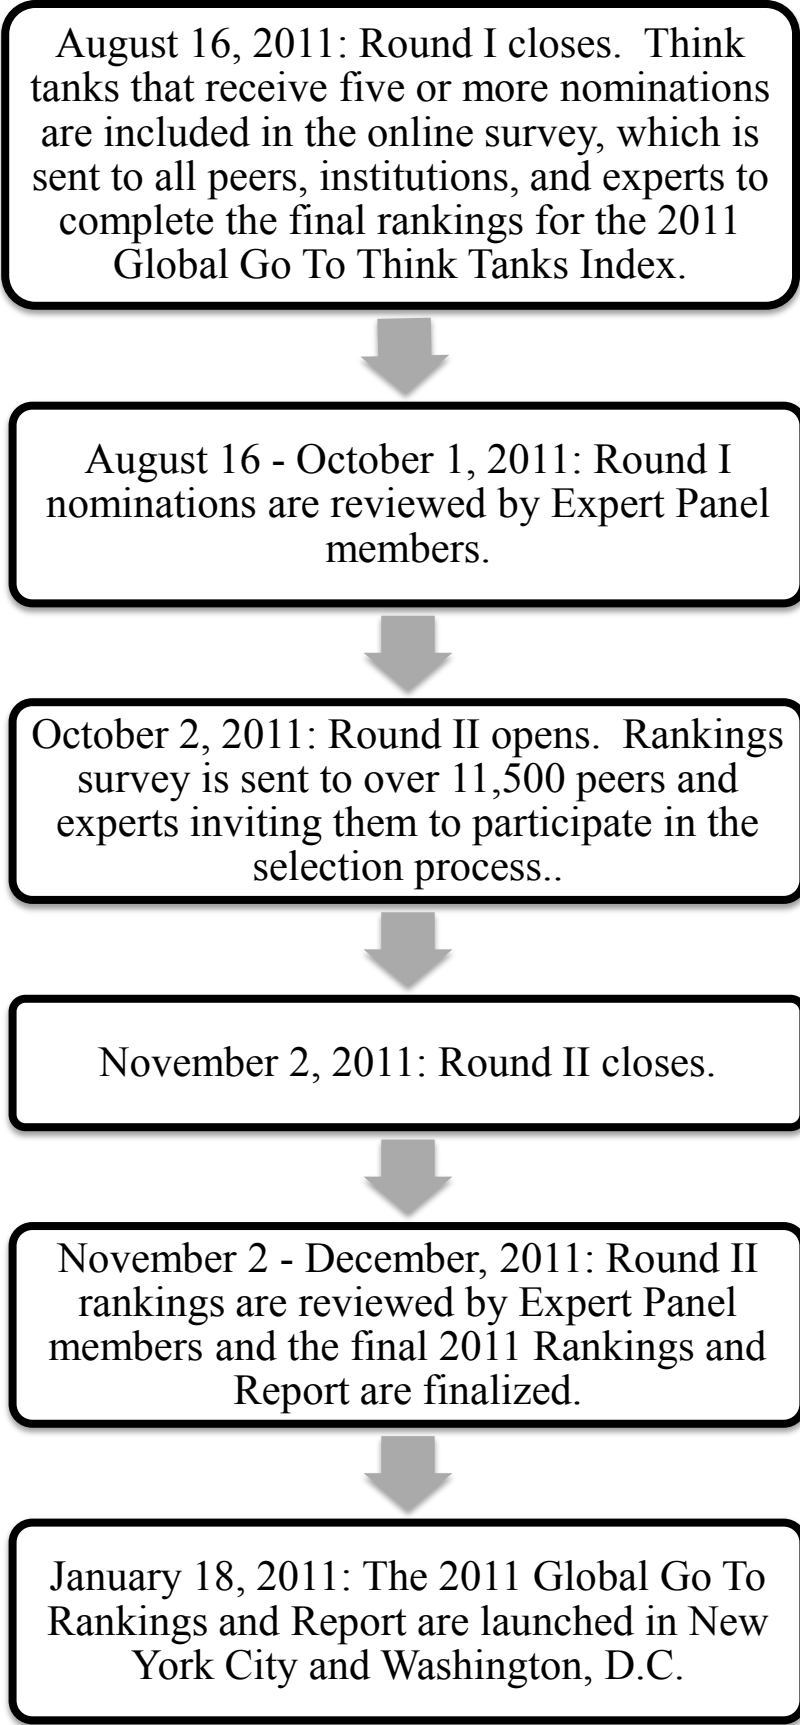 August 16, 2011: Round I closes.  Think
tanks that receive five or more nominations
are included in the online survey, which is
sent to all peers, institutions, and experts to
complete the final rankings for the 2011
Global Go To Think Tanks Index.
August 16 - October 1, 2011: Round I
nominations are reviewed by Expert Panel
members.
October 2, 2011: Round II opens.  Rankings
survey is sent to over 11,500 peers and
experts inviting them to participate in the
selection process..
November 2, 2011: Round II closes.
November 2 - December, 2011: Round II
rankings are reviewed by Expert Panel
members and the final 2011 Rankings and
Report are finalized.
January 18, 2011: The 2011 Global Go To
Rankings and Report are launched in New
York City and Washington, D.C.